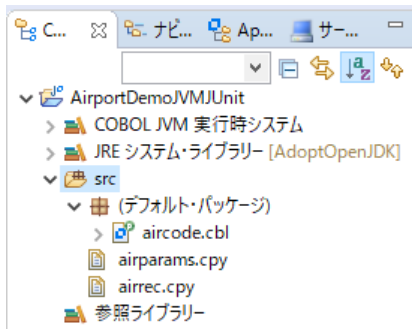 C... ナビ... Ap... サー...
AirportDemoJVMJUnit
COBOL JVM 実行時システム
JRE システム・ライブラリー [AdoptOpenJDK]
src
(デフォルト・パッケージ)
aircode.cbl
airparams.cpy
airrec.cpy
参照ライブラリー